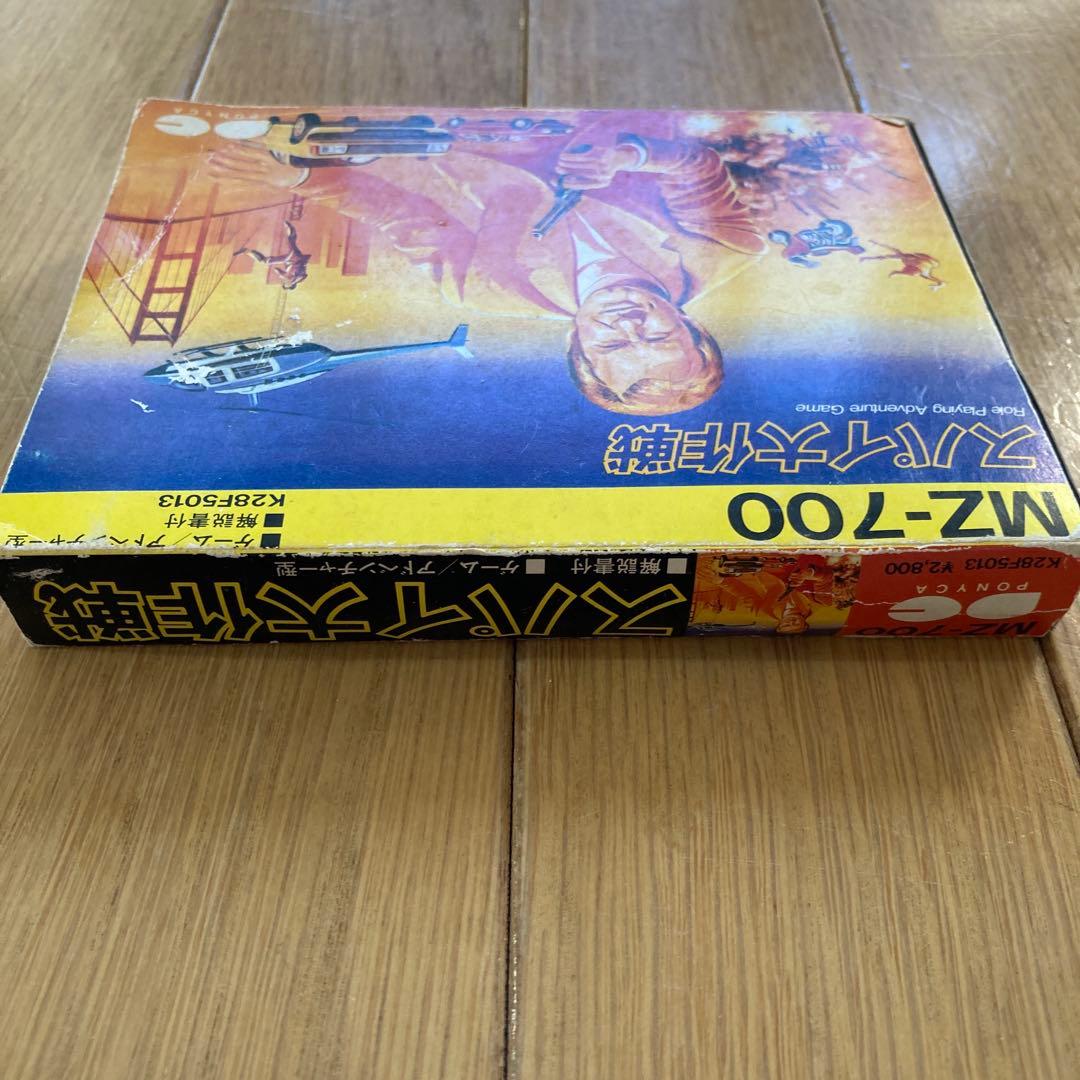 MZ-700
■ゲーム／アドベンチャー型
■解説書付
K28F5013
スパイ大作戦
Role Playing Adventure Game
PONYCA
MZ-700
PONYCA
K28F5013 ¥2,800
スパイ大作戦
■解説書付
■ゲーム／アドベンチャー型